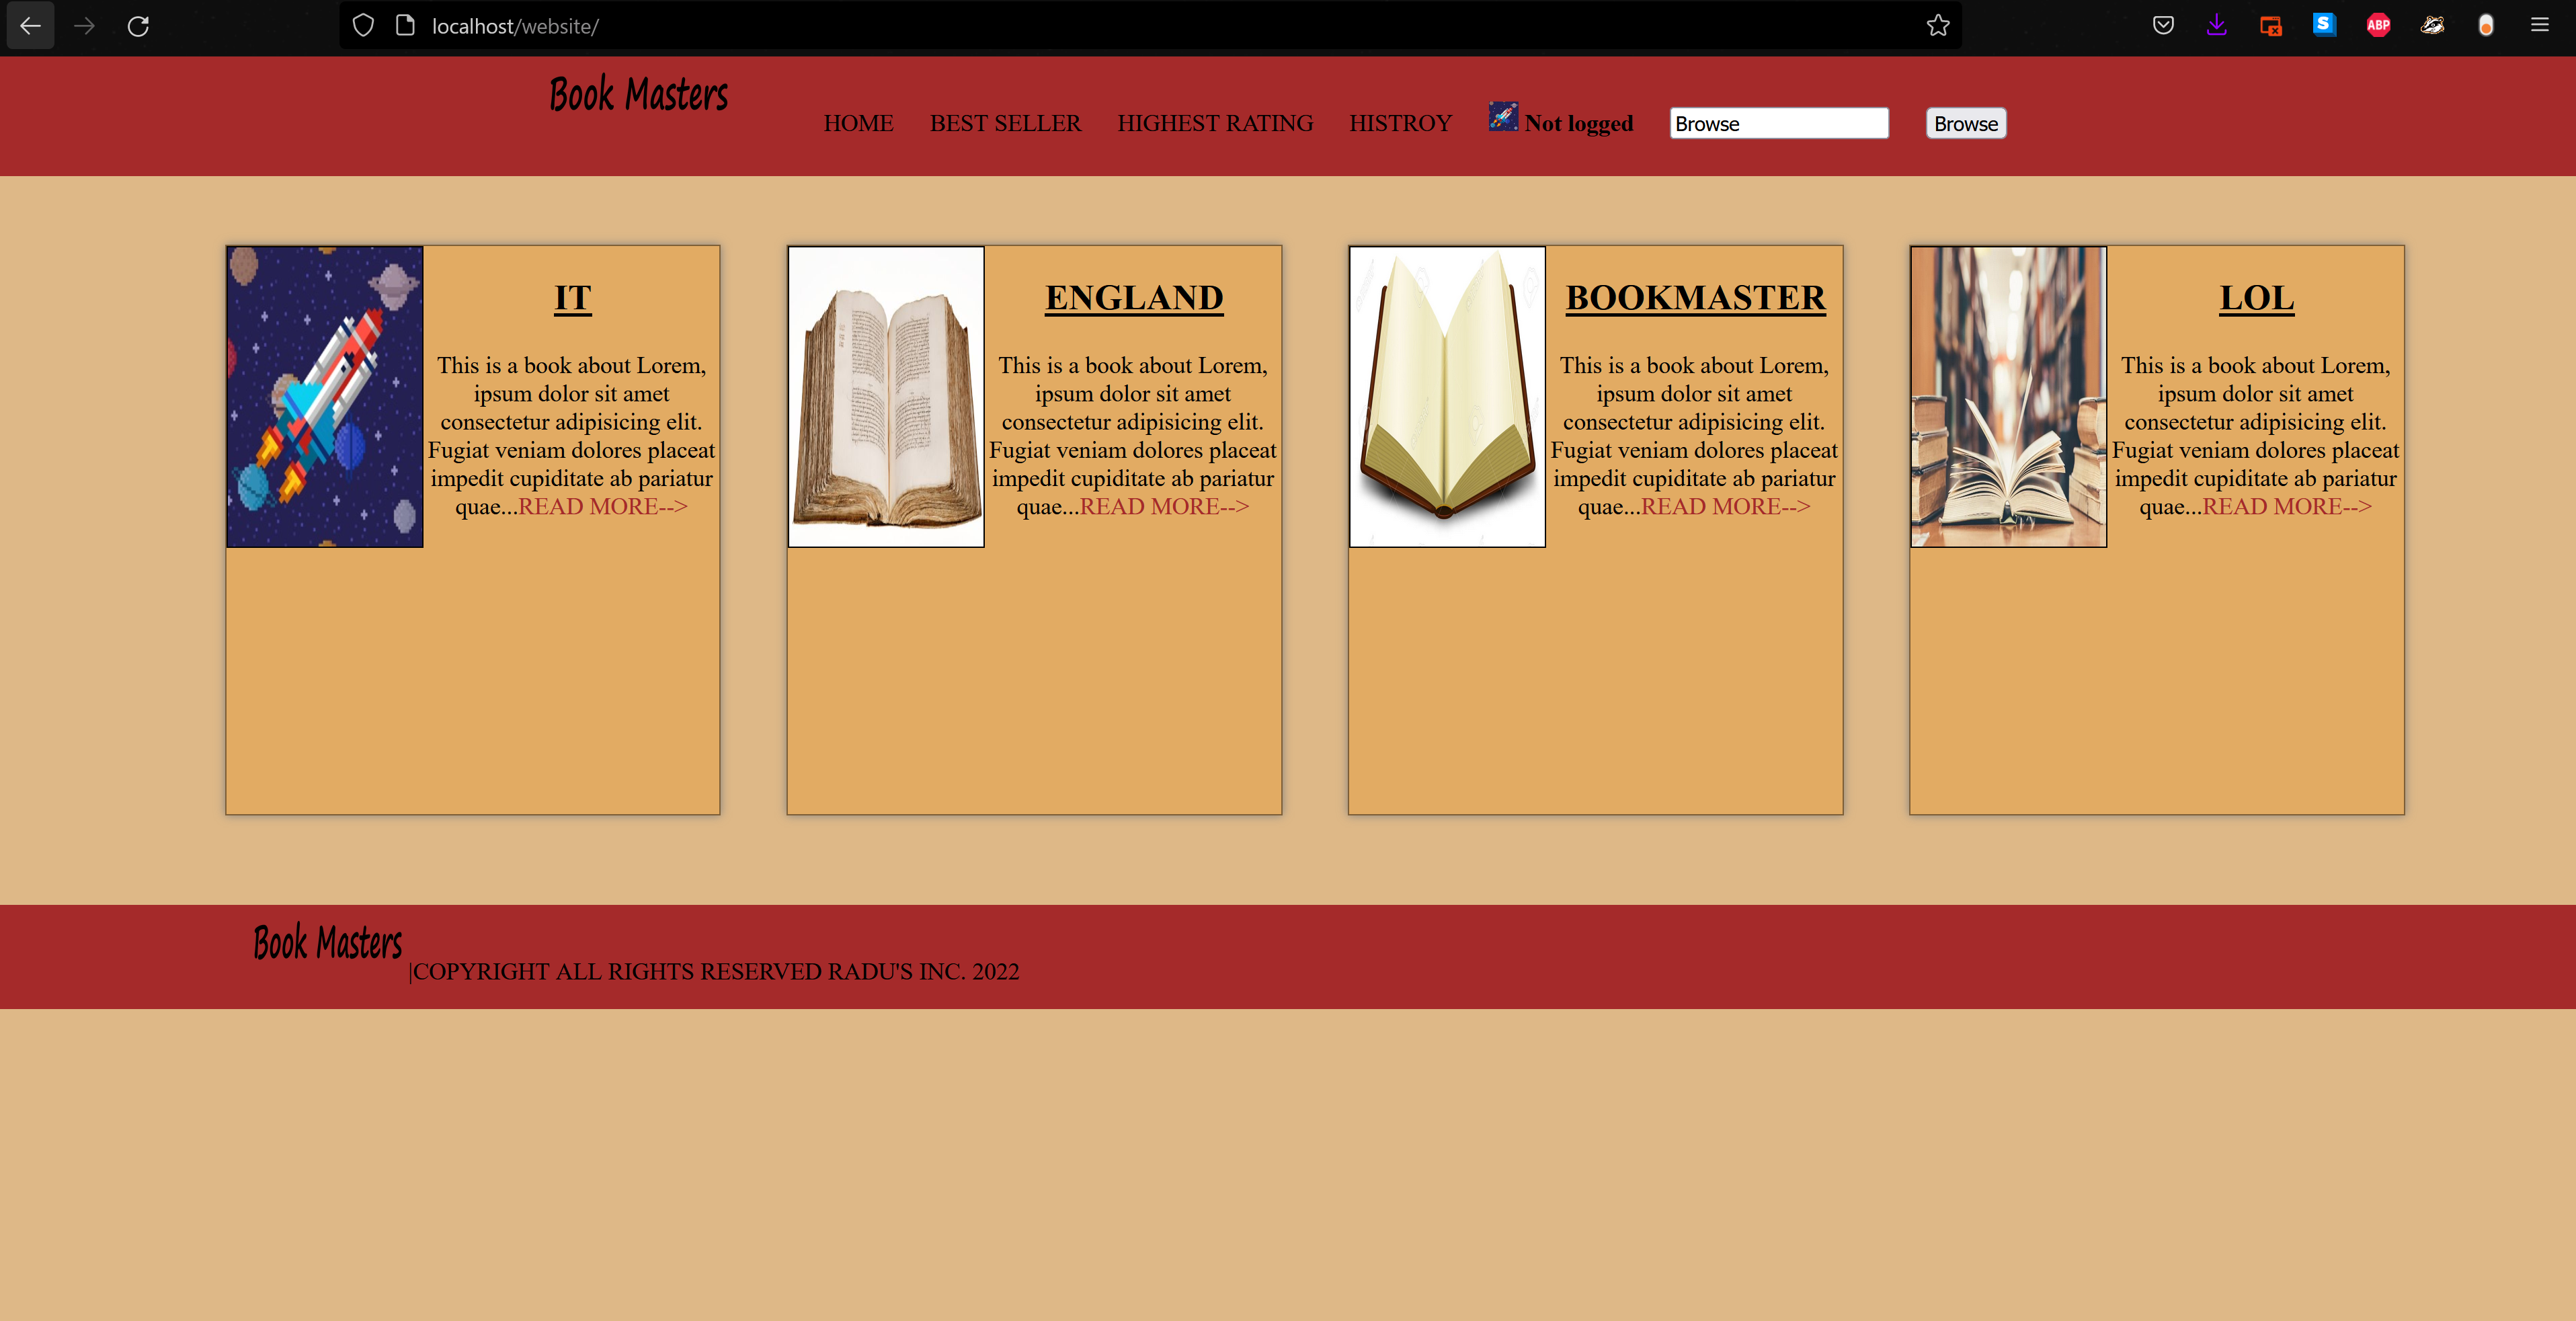 localhost/website/
S
ABP
Book Masters
HOME BEST SELLER HIGHEST RATING HISTROY Not logged Browse Browse
IT
This is a book about Lorem,
ipsum dolor sit amet
consectetur adipisicing elit.
Fugiat veniam dolores placeat
impedit cupiditate ab pariatur
quae...READ MORE-->
ENGLAND
This is a book about Lorem,
ipsum dolor sit amet
consectetur adipisicing elit.
Fugiat veniam dolores placeat
impedit cupiditate ab pariatur
quae...READ MORE-->
BOOKMASTER
This is a book about Lorem,
ipsum dolor sit amet
consectetur adipisicing elit.
Fugiat veniam dolores placeat
impedit cupiditate ab pariatur
quae...READ MORE-->
LOL
This is a book about Lorem,
ipsum dolor sit amet
consectetur adipisicing elit.
Fugiat veniam dolores placeat
impedit cupiditate ab pariatur
quae...READ MORE-->
Book Masters
|COPYRIGHT ALL RIGHTS RESERVED RADU'S INC. 2022